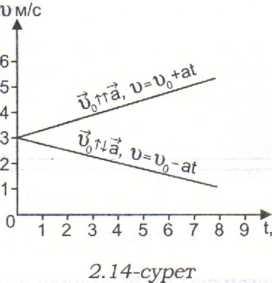 υ м/с
6
5
4
3
2
1
0
υ⃗₀↑↑a⃗, υ=υ₀+at
υ⃗₀↑↓a⃗, υ=υ₀−at
1 2 3 4 5 6 7 8 9 t,
2.14-сурет